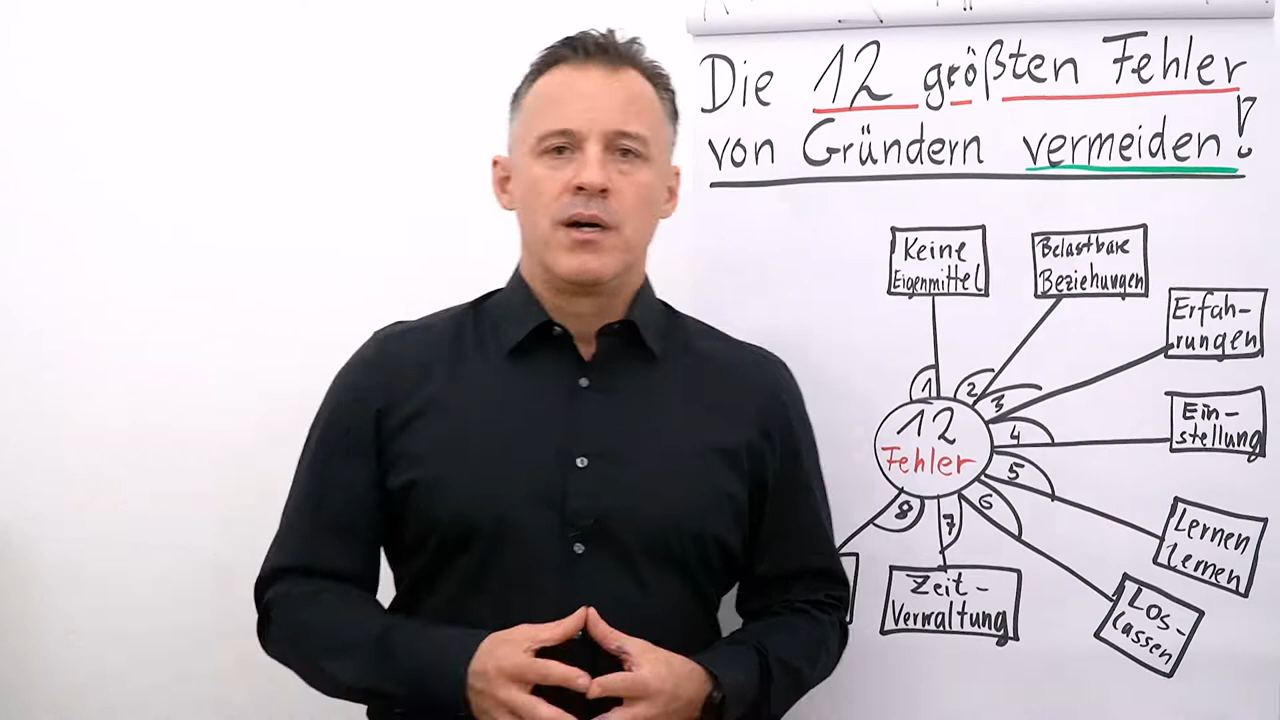 Die 12 größten Fehler
von Gründern vermeiden!
Keine
Eigenmittel
Belastbare
Beziehungen
Erfah-
rungen
Ein-
stellung
Lernen
Lernen
Los-
lassen
Zeit-
Verwaltung
12
Fehler
1
2
3
4
5
6
7
8